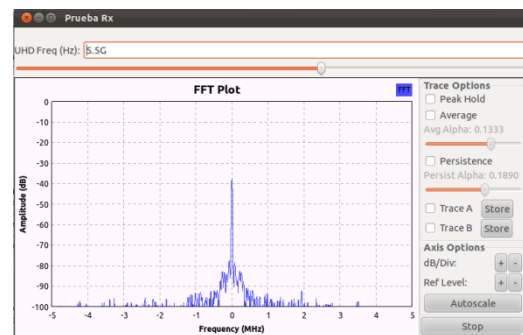 Prueba Rx
UHD Freq (Hz): 5.5G
FFT Plot
FFT
Trace Options
Peak Hold
Average
Avg Alpha: 0.1333
Persistence
Persist Alpha: 0.1890
Trace A Store
Trace B Store
Axis Options
dB/Div: + -
Ref Level: + -
Autoscale
Stop
Amplitude (dB)
0
-10
-20
-30
-40
-50
-60
-70
-80
-90
-100
-5 -4 -3 -2 -1 0 1 2 3 4 5
Frequency (MHz)